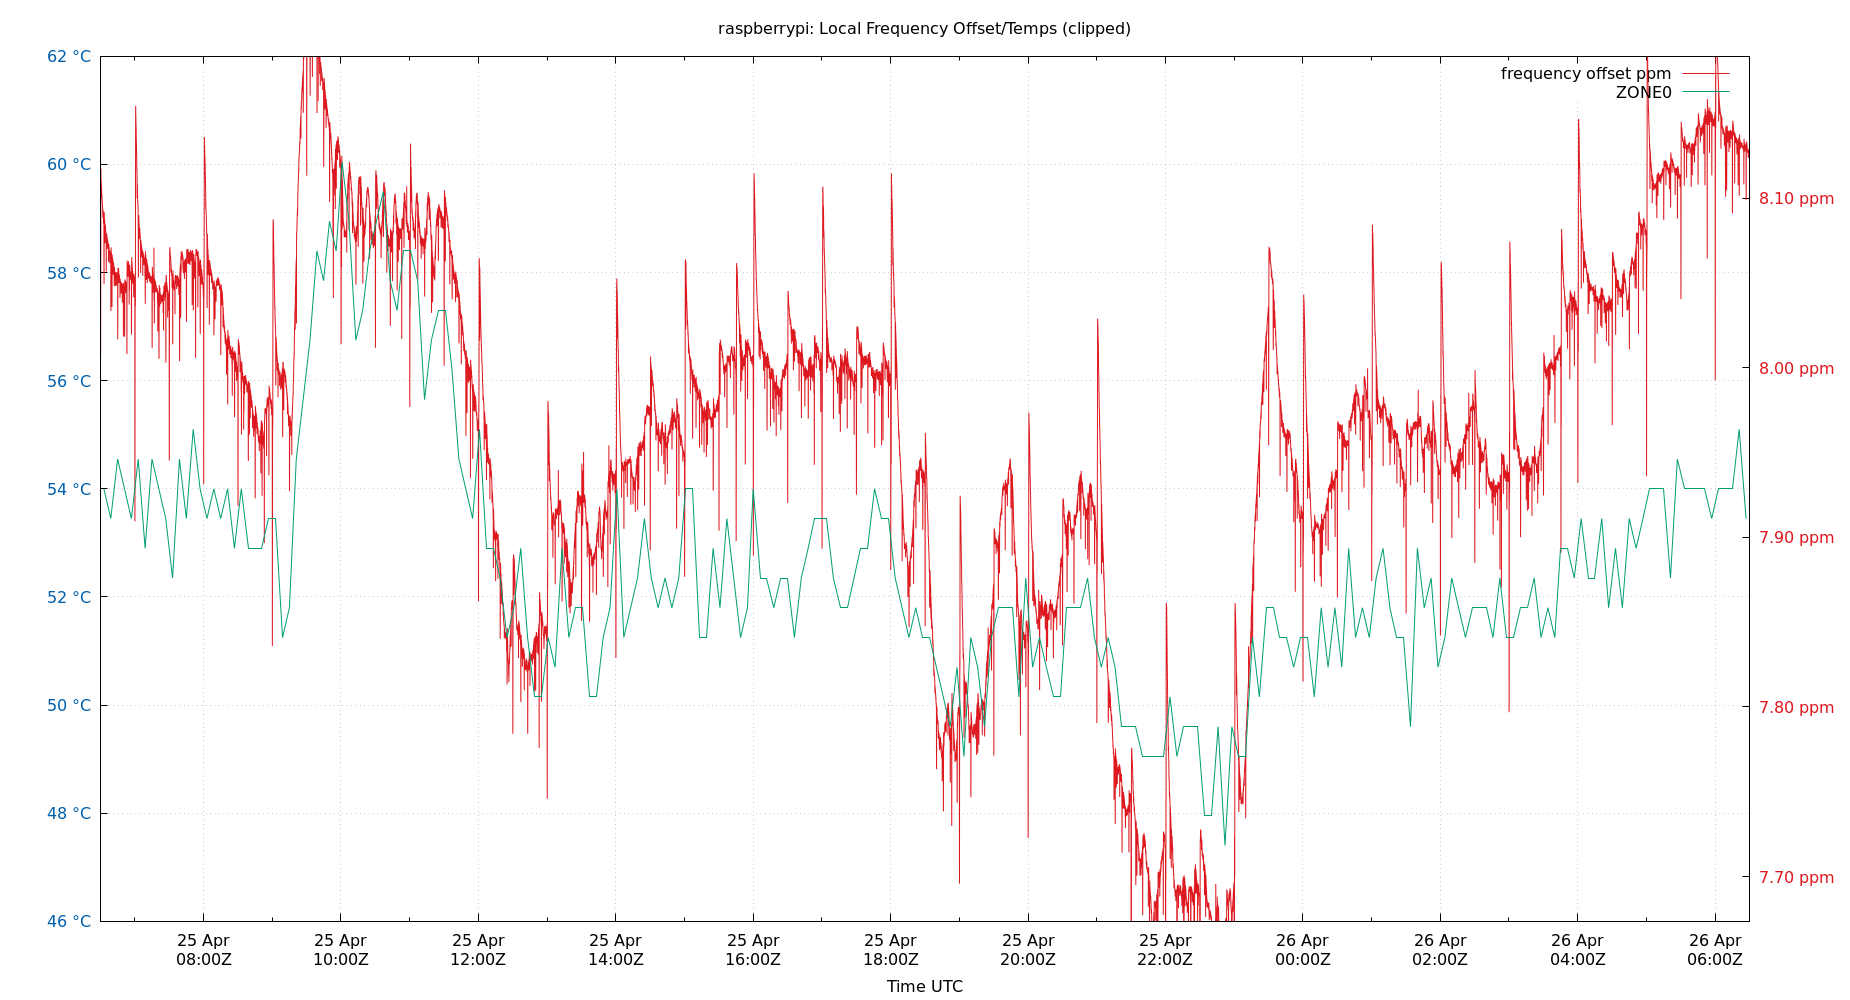 raspberrypi: Local Frequency Offset/Temps (clipped)
frequency offset ppm
ZONE0
62 °C
60 °C
58 °C
56 °C
54 °C
52 °C
50 °C
48 °C
46 °C
8.10 ppm
8.00 ppm
7.90 ppm
7.80 ppm
7.70 ppm
25 Apr 25 Apr 25 Apr 25 Apr 25 Apr 25 Apr 25 Apr 25 Apr 26 Apr 26 Apr 26 Apr 26 Apr
08:00Z 10:00Z 12:00Z 14:00Z 16:00Z 18:00Z 20:00Z 22:00Z 00:00Z 02:00Z 04:00Z 06:00Z
Time UTC